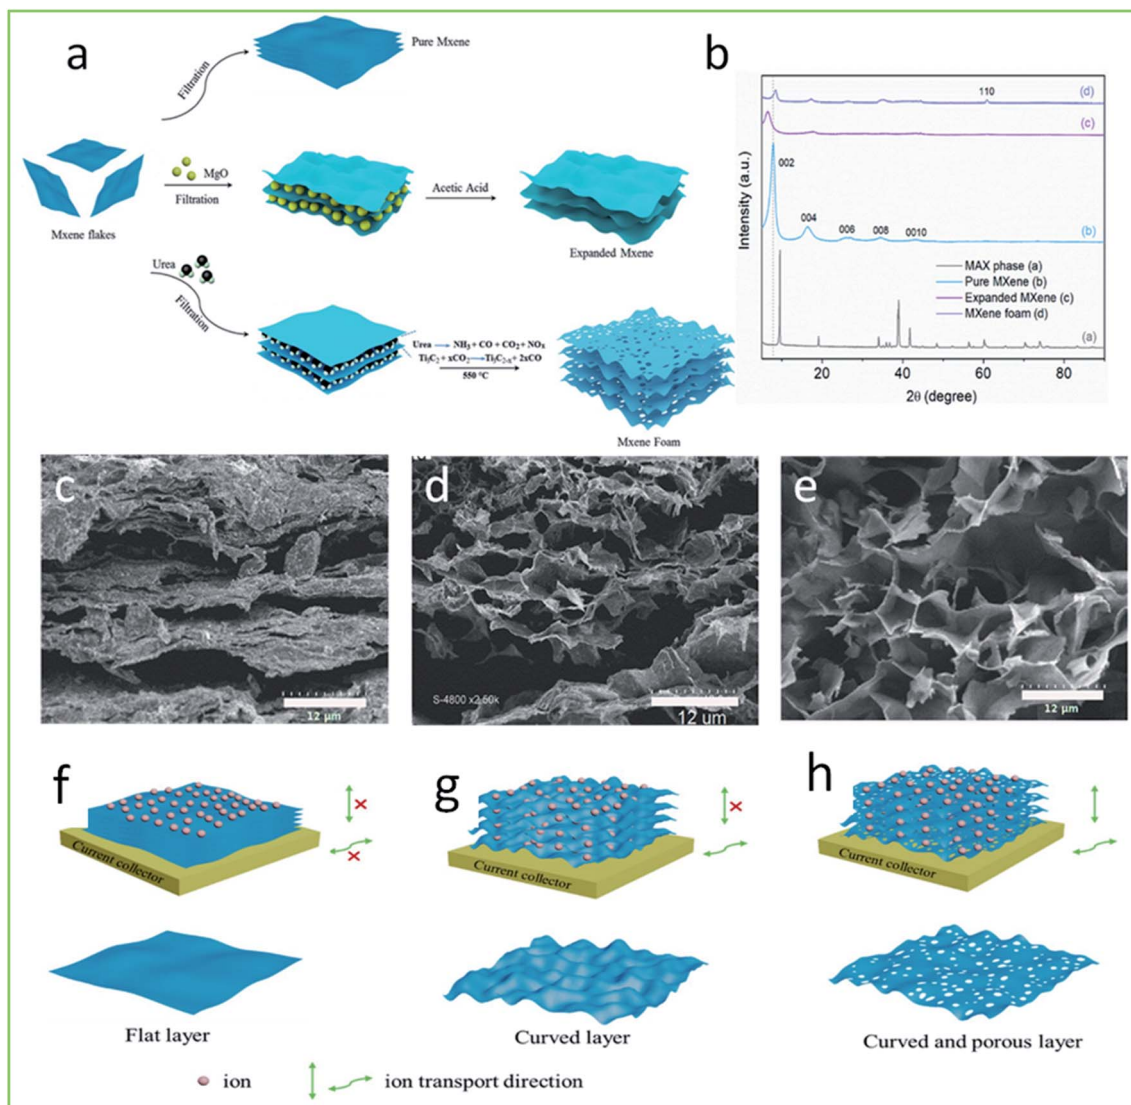 a
Pure Mxene
Filtration
Mxene flakes
MgO
Filtration
Acetic Acid
Expanded Mxene
Urea
Filtration
Urea → NH₃ + CO + CO₂+ NOₓ
Ti₃C₂ + xCO₂ → Ti₃C₂₋ₓ+ 2xCO
550 °C
Mxene Foam
b
Intensity (a.u.)
110
(d)
(c)
002
004
006
008
0010
(b)
MAX phase (a)
Pure MXene (b)
Expanded MXene (c)
MXene foam (d)
(a)
20
40
60
80
2θ (degree)
c
12 μm
d
S-4800 x2.50k
12 um
e
12 μm
f
Current collector
Flat layer
g
Current collector
Curved layer
h
Current collector
Curved and porous layer
ion
ion transport direction